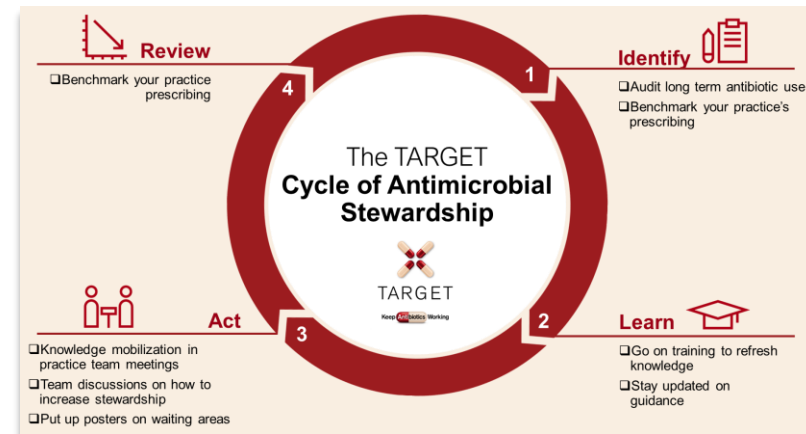 Review
❑Benchmark your practice
prescribing
4
1
Identify
❑Audit long term antibiotic use
❑Benchmark your practice's
prescribing
The TARGET
Cycle of Antimicrobial
Stewardship
TARGET
Keep Antibiotics Working
Act
3
❑Knowledge mobilization in
practice team meetings
❑Team discussions on how to
increase stewardship
❑Put up posters on waiting areas
2
Learn
❑Go on training to refresh
knowledge
❑Stay updated on
guidance